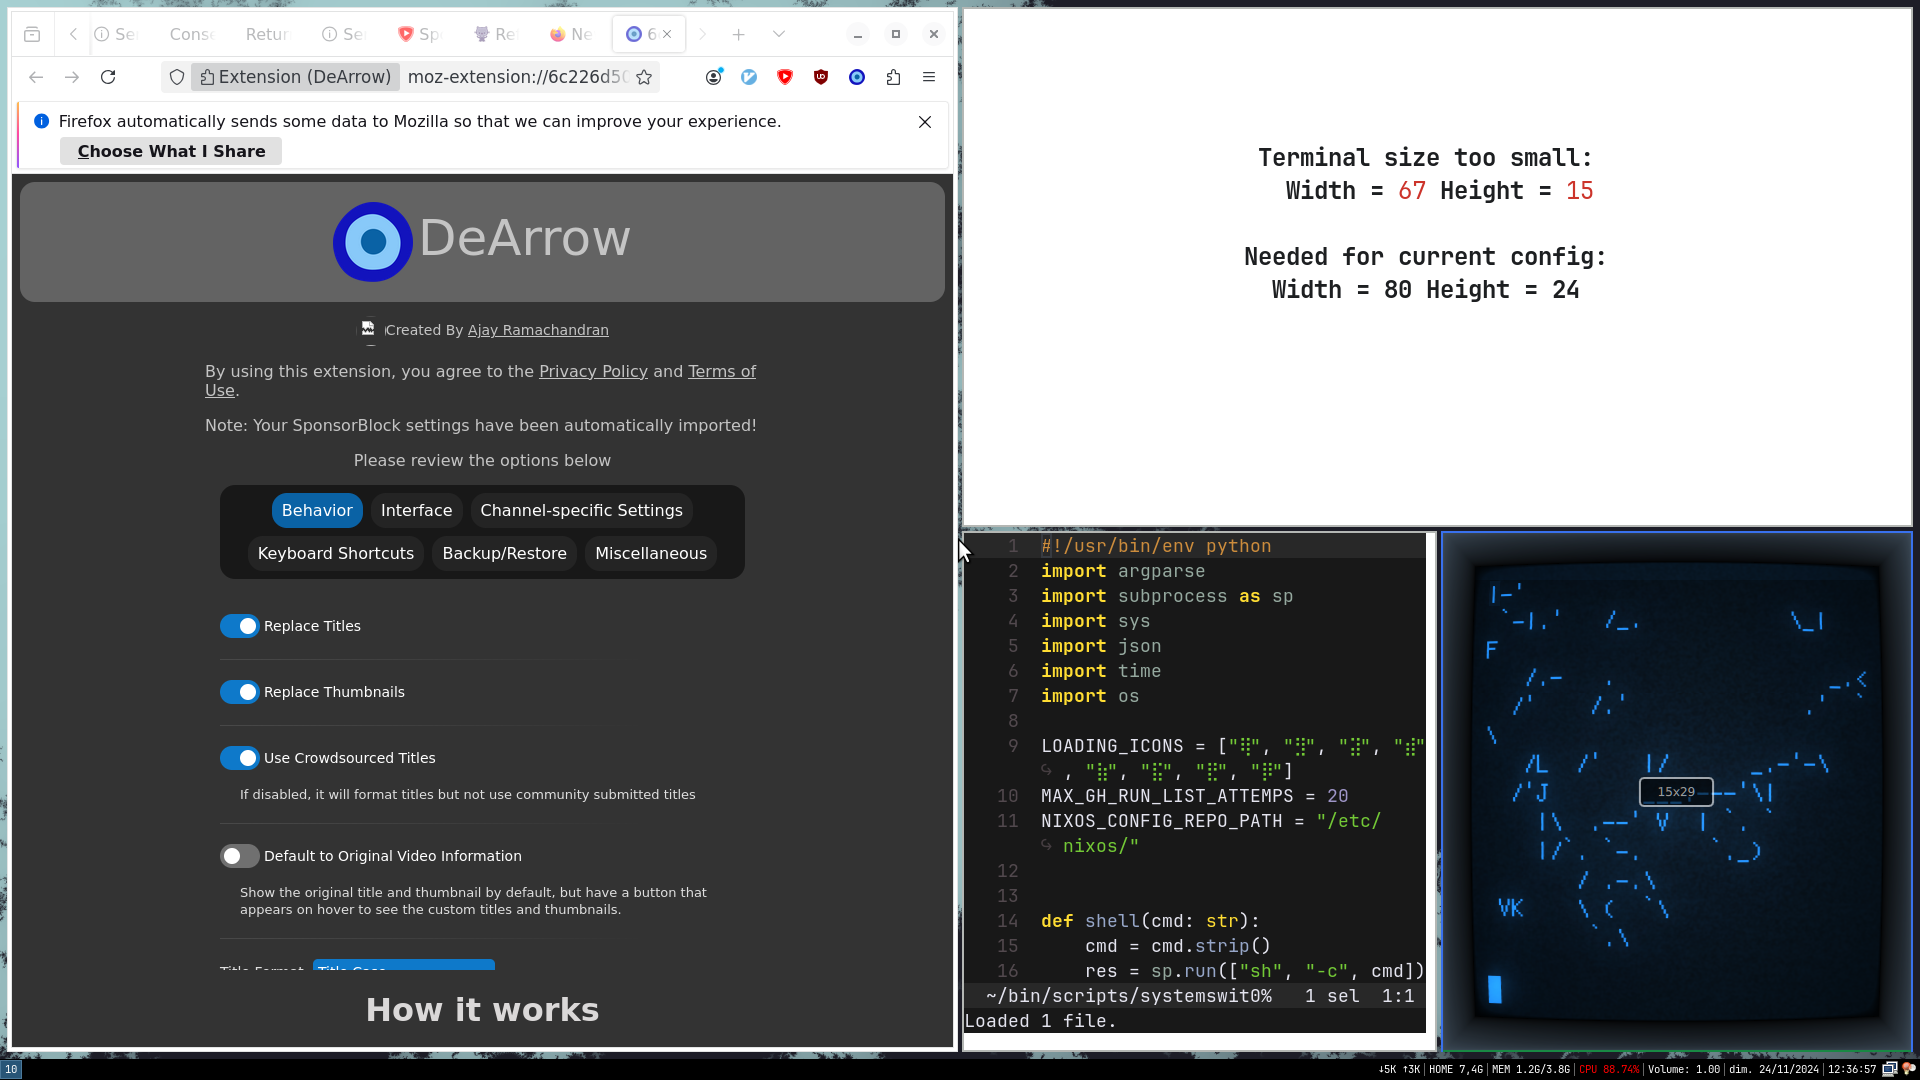 Se
Conse
Retur
Se
Spo
Re
Ne
6
Extension (DeArrow)
moz-extension://6c226d50
Firefox automatically sends some data to Mozilla so that we can improve your experience.
Choose What I Share
DeArrow
Created By Ajay Ramachandran
By using this extension, you agree to the Privacy Policy and Terms of
Use.
Note: Your SponsorBlock settings have been automatically imported!
Please review the options below
Behavior
Interface
Channel-specific Settings
Keyboard Shortcuts
Backup/Restore
Miscellaneous
Replace Titles
Replace Thumbnails
Use Crowdsourced Titles
If disabled, it will format titles but not use community submitted titles
Default to Original Video Information
Show the original title and thumbnail by default, but have a button that
appears on hover to see the custom titles and thumbnails.
Title Format
Title Case
How it works
Terminal size too small:
Width = 67 Height = 15
Needed for current config:
Width = 80 Height = 24
1 #!/usr/bin/env python
2 import argparse
3 import subprocess as sp
4 import sys
5 import json
6 import time
7 import os
8
9 LOADING_ICONS = ["⢿", "⣻", "⣽", "⣾"
↪ , "⣷", "⣯", "⣟", "⡿"]
10 MAX_GH_RUN_LIST_ATTEMPS = 20
11 NIXOS_CONFIG_REPO_PATH = "/etc/
↪ nixos/"
12
13
14 def shell(cmd: str):
15 cmd = cmd.strip()
16 res = sp.run(["sh", "-c", cmd])
~/bin/scripts/systemswit0% 1 sel 1:1
Loaded 1 file.
F
L
J
15x29
V
VK
10
↓5K ↑3K
HOME 7,4G
MEM 1.2G/3.8G
CPU 88.74%
Volume: 1.00
dim. 24/11/2024
12:36:57